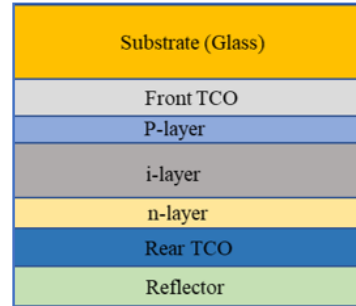 Substrate (Glass)
Front TCO
P-layer
i-layer
n-layer
Rear TCO
Reflector